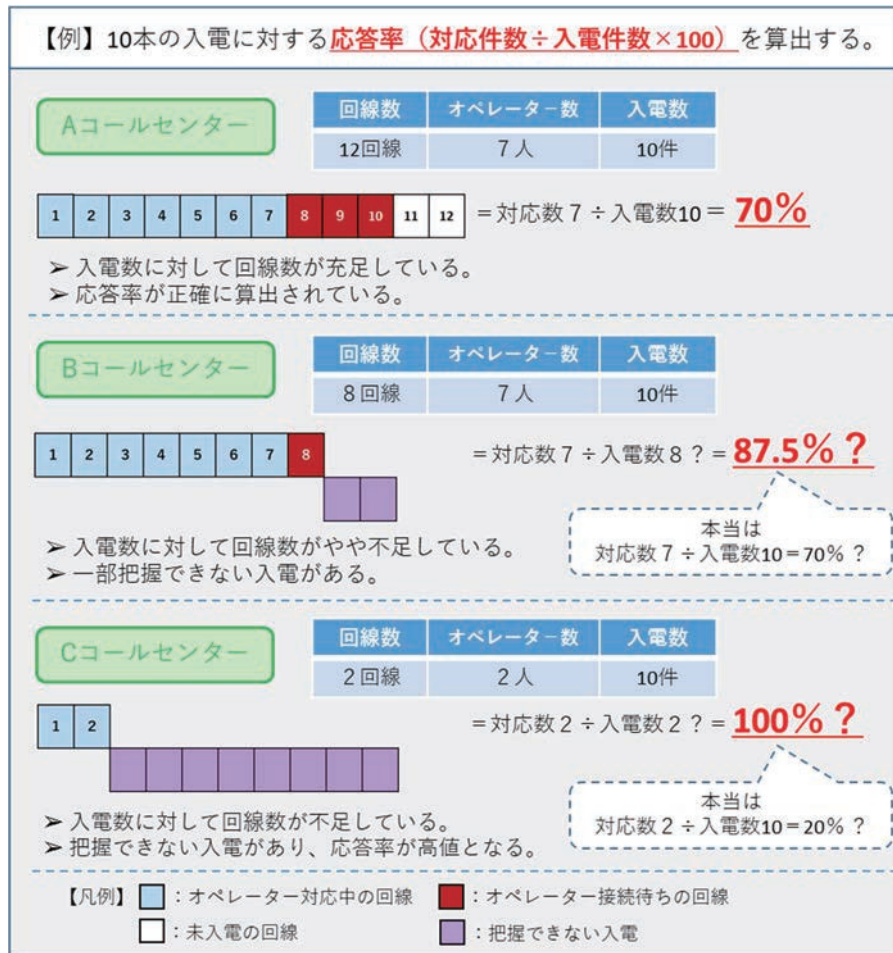 【例】10本の入電に対する応答率（対応件数÷入電件数×100）を算出する。
Aコールセンター
回線数 オペレーター数 入電数
12回線 7人 10件
1 2 3 4 5 6 7 8 9 10 11 12 ＝対応数7÷入電数10＝ 70％
➢ 入電数に対して回線数が充足している。
➢ 応答率が正確に算出されている。
Bコールセンター
回線数 オペレーター数 入電数
8回線 7人 10件
1 2 3 4 5 6 7 8 ＝対応数7÷入電数8？＝ 87.5％？
本当は
対応数7÷入電数10＝70％？
➢ 入電数に対して回線数がやや不足している。
➢ 一部把握できない入電がある。
Cコールセンター
回線数 オペレーター数 入電数
2回線 2人 10件
1 2 ＝対応数2÷入電数2？＝ 100％？
本当は
対応数2÷入電数10＝20％？
➢ 入電数に対して回線数が不足している。
➢ 把握できない入電があり、応答率が高値となる。
【凡例】 ：オペレーター対応中の回線 ：オペレーター接続待ちの回線
：未入電の回線 ：把握できない入電